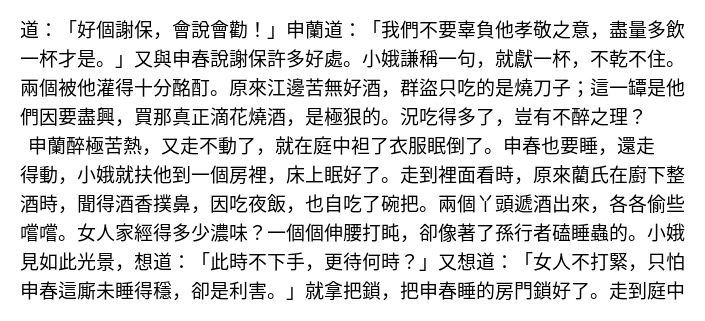 道：「好個謝保，會說會勸！」申蘭道：「我們不要辜負他孝敬之意，盡量多飲
一杯才是。」又與申春說謝保許多好處。小娥謙稱一句，就獻一杯，不乾不住。
兩個被他灌得十分酩酊。原來江邊苦無好酒，群盜只吃的是燒刀子；這一罈是他
們因要盡興，買那真正滴花燒酒，是極狠的。況吃得多了，豈有不醉之理？
申蘭醉極苦熱，又走不動了，就在庭中袒了衣服眠倒了。申春也要睡，還走
得動，小娥就扶他到一個房裡，床上眠好了。走到裡面看時，原來蘭氏在廚下整
酒時，聞得酒香撲鼻，因吃夜飯，也自吃了碗把。兩個丫頭遞酒出來，各各偷些
嚐嚐。女人家經得多少濃味？一個個伸腰打盹，卻像著了孫行者磕睡蟲的。小娥
見如此光景，想道：「此時不下手，更待何時？」又想道：「女人不打緊，只怕
申春這廝未睡得穩，卻是利害。」就拿把鎖，把申春睡的房門鎖好了。走到庭中